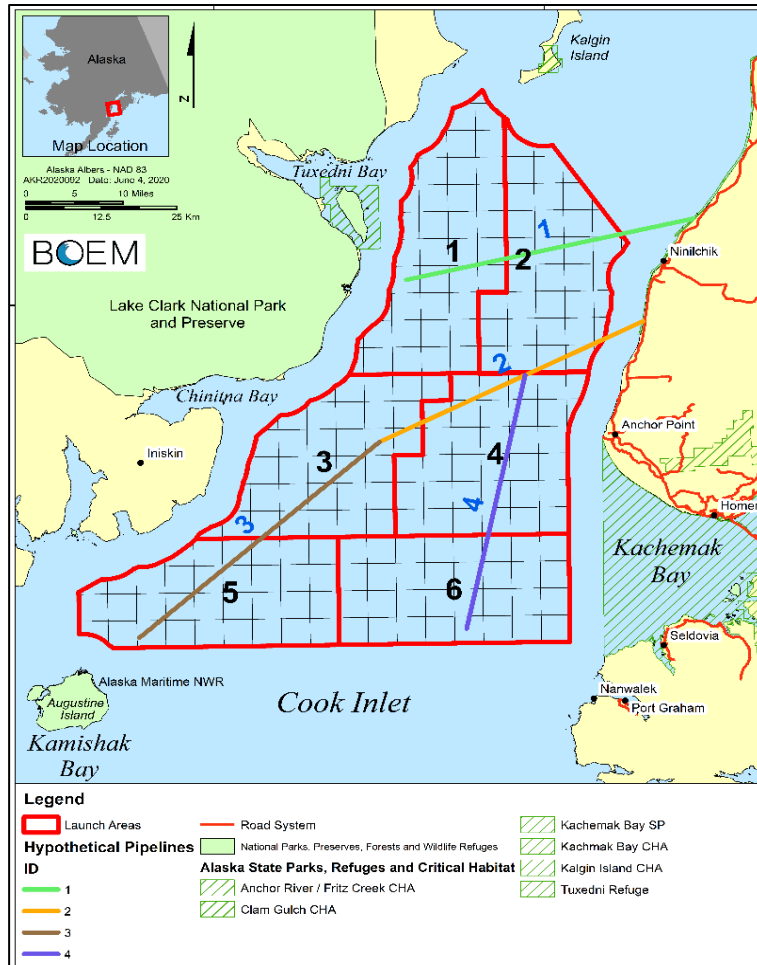 Alaska
Map Location
Alaska Albers - NAD 83
AKR2020092 Date: June 4, 2020
0 5 10 Miles
0 12.5 25 Km
BOEM
N
Kalgin
Island
Tuxedni Bay
1
1
2
Ninilchik
Lake Clark National Park
and Preserve
2
Chinitna Bay
Anchor Point
Iniskin
3
4
4
3
Homer
Kachemak
Bay
5
6
Seldovia
Alaska Maritime NWR
Augustine
Island
Cook Inlet
Nanwalek
Port Graham
Kamishak
Bay
Legend
Launch Areas
Hypothetical Pipelines
ID
1
2
3
4
Road System
National Parks, Preserves, Forests and Wildlife Refuges
Alaska State Parks, Refuges and Critical Habitat
Anchor River / Fritz Creek CHA
Clam Gulch CHA
Kachemak Bay SP
Kachmak Bay CHA
Kalgin Island CHA
Tuxedni Refuge